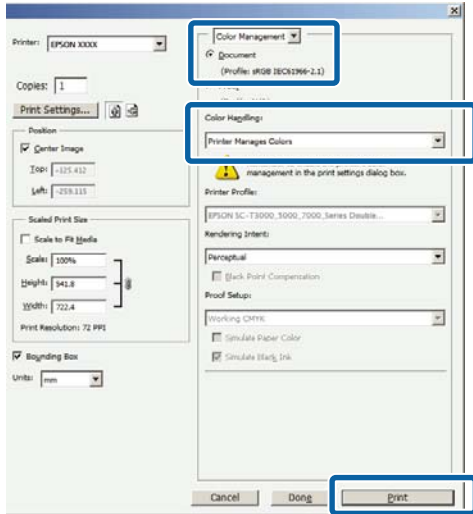 Printer: EPSON XXXX
Copies: 1
Print Settings...
Position
Center Image
Top: -125.412
Left: -259.115
Scaled Print Size
Scale to Fit Media
Scale: 100%
Height: 541.8
Width: 722.4
Print Resolution: 72 PPI
Bounding Box
Units: mm
Color Management
Document
(Profile: sRGB IEC61966-2.1)
Color Handling:
Printer Manages Colors
management in the print settings dialog box.
Printer Profile:
EPSON SC-T3000_5000_7000_Series Double...
Rendering Intent:
Perceptual
Black Point Compensation
Proof Setup:
Working CMYK
Simulate Paper Color
Simulate Black Ink
Cancel
Done
Print